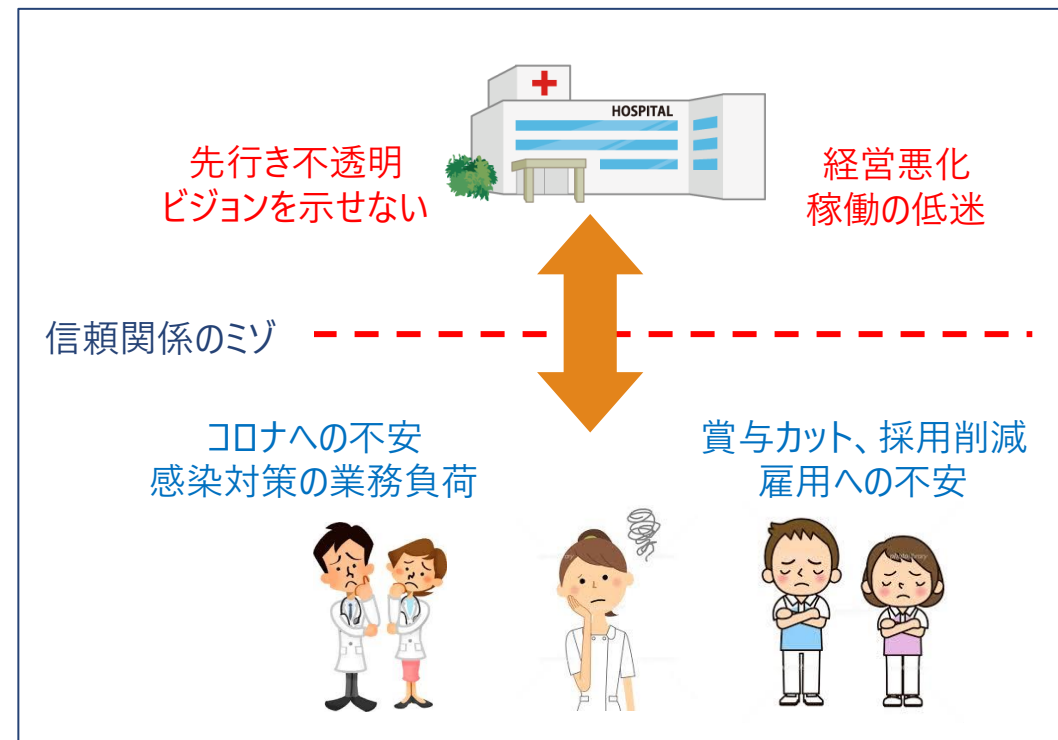 HOSPITAL
先行き不透明
ビジョンを示せない
経営悪化
稼働の低迷
信頼関係のミゾ
コロナへの不安
感染対策の業務負荷
賞与カット、採用削減
雇用への不安